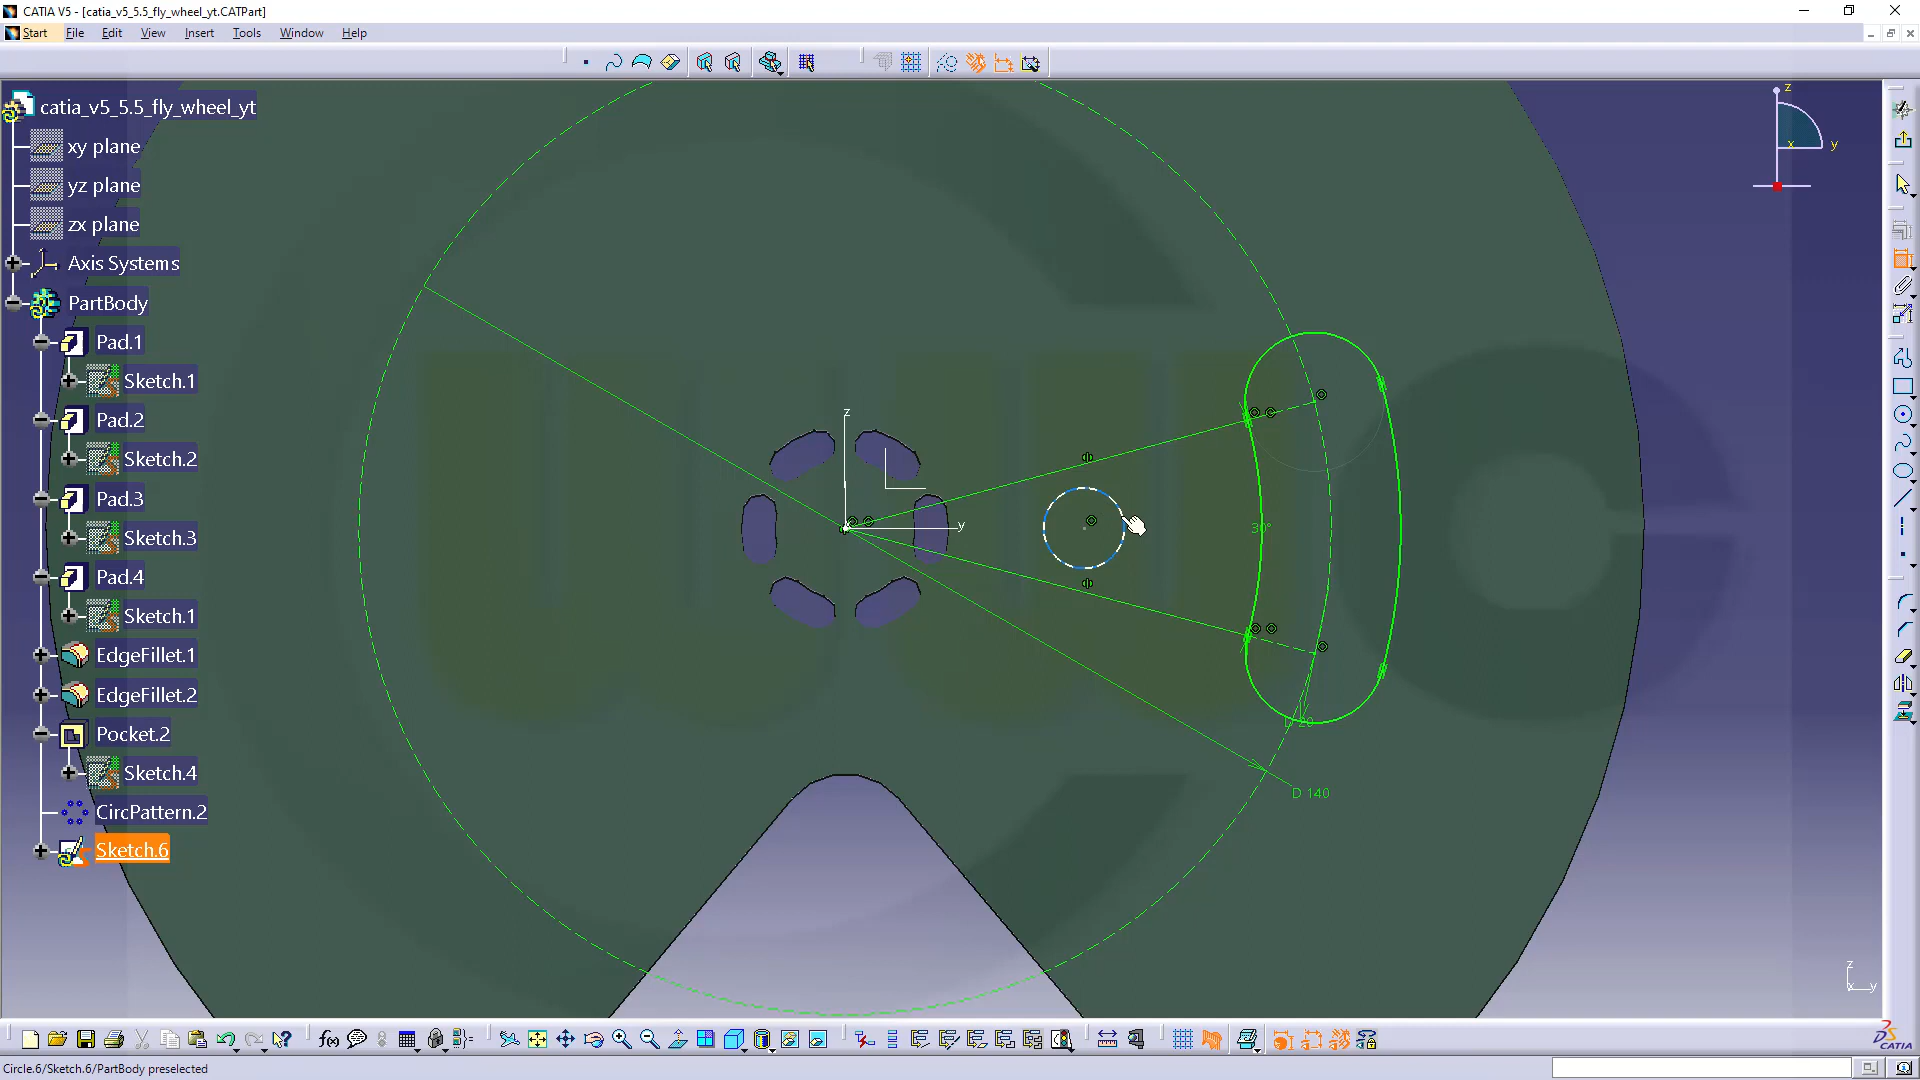 CATIA V5 - [catia_v5_5.5_fly_wheel_yt.CATPart]
Start File Edit View Insert Tools Window Help
catia_v5_5.5_fly_wheel_yt
xy plane
yz plane
zx plane
Axis Systems
PartBody
Pad.1
Sketch.1
Pad.2
Sketch.2
Pad.3
Sketch.3
Pad.4
Sketch.1
EdgeFillet.1
EdgeFillet.2
Pocket.2
Sketch.4
CircPattern.2
Sketch.6
z
y
x
z
y
30°
D 140
z
x y
f(x)
CATIA
Circle.6/Sketch.6/PartBody preselected